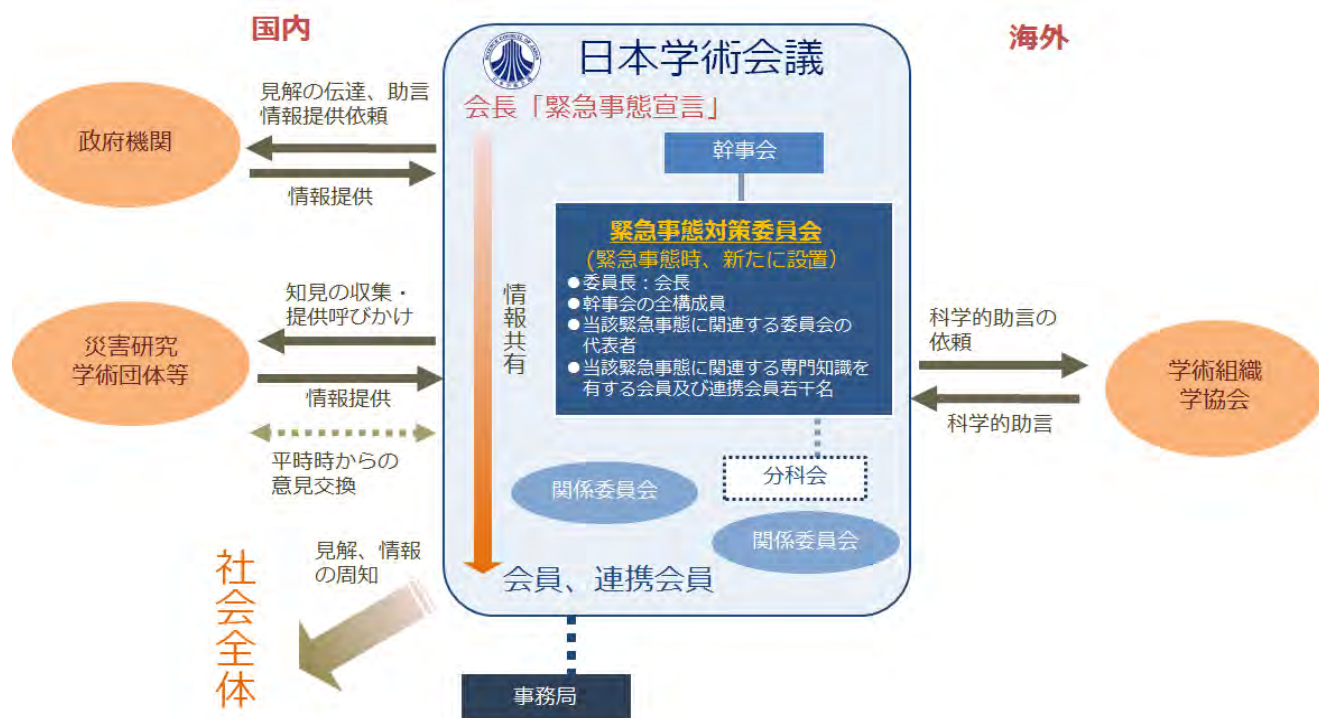 国内
海外
日本学術会議
会長「緊急事態宣言」
見解の伝達、助言
情報提供依頼
政府機関
情報提供
幹事会
緊急事態対策委員会
(緊急事態時、新たに設置)
●委員長：会長
●幹事会の全構成員
●当該緊急事態に関連する委員会の
代表者
●当該緊急事態に関連する専門知識を
有する会員及び連携会員若干名
情報共有
知見の収集・
提供呼びかけ
災害研究
学術団体等
情報提供
平時時からの
意見交換
科学的助言の
依頼
学術組織
学協会
科学的助言
分科会
関係委員会
関係委員会
会員、連携会員
見解、情報
の周知
社会全体
事務局